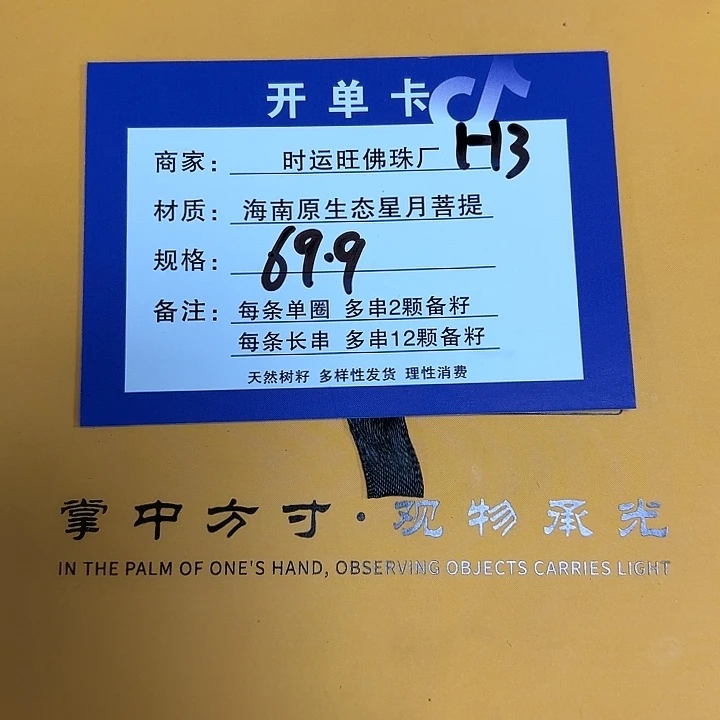 开单卡
商家： 时运旺佛珠厂 H3
材质： 海南原生态星月菩提
规格： 69.9
备注： 每条单圈 多串2颗备籽
每条长串 多串12颗备籽
天然树籽 多样性发货 理性消费
掌中方寸·观物承光
IN THE PALM OF ONE'S HAND, OBSERVING OBJECTS CARRIES LIGHT